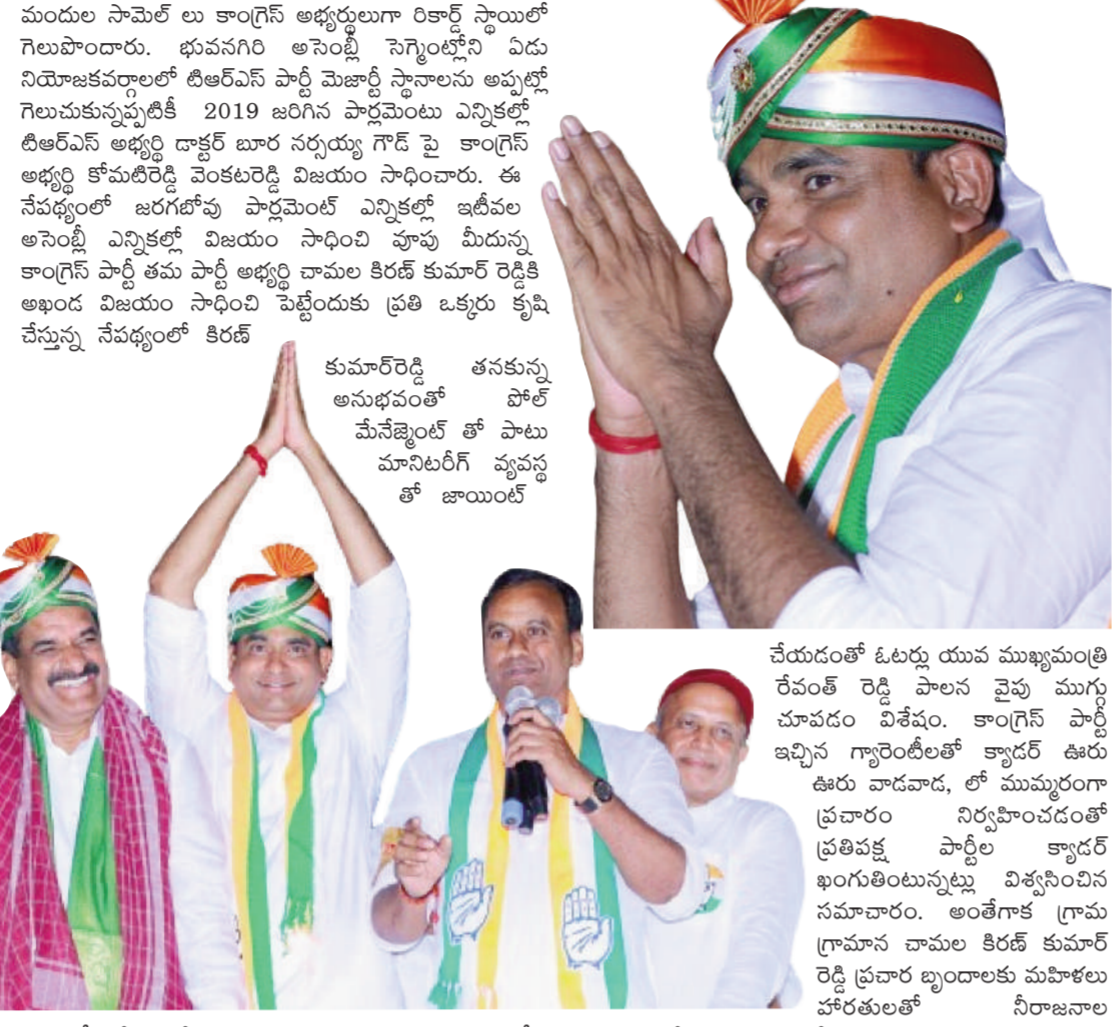 మందుల సామెల్ లు కాంగ్రెస్ అభ్యర్థులుగా రికార్డ్ స్థాయిలో
గెలుపొందారు. భువనగిరి అసెంబ్లీ సెగ్మెంట్లోని ఏడు
నియోజకవర్గాలలో టిఆర్ఎస్ పార్టీ మెజార్టీ స్థానాలను అప్పట్లో
గెలుచుకున్నప్పటికీ 2019 జరిగిన పార్లమెంటు ఎన్నికల్లో
టిఆర్ఎస్ అభ్యర్థి డాక్టర్ బూర నర్సయ్య గౌడ్ పై కాంగ్రెస్
అభ్యర్థి కోమటిరెడ్డి వెంకటరెడ్డి విజయం సాధించారు. ఈ
నేపథ్యంలో జరగబోవు పార్లమెంట్ ఎన్నికల్లో ఇటీవల
అసెంబ్లీ ఎన్నికల్లో విజయం సాధించి వూపు మీదున్న
కాంగ్రెస్ పార్టీ తమ పార్టీ అభ్యర్థి చామల కిరణ్ కుమార్ రెడ్డికి
అఖండ విజయం సాధించి పెట్టేందుకు ప్రతి ఒక్కరు కృషి
చేస్తున్న నేపథ్యంలో కిరణ్
కుమార్‌రెడ్డి తనకున్న
అనుభవంతో పోల్
మేనేజ్మెంట్ తో పాటు
మానిటరీగ్ వ్యవస్థ
తో జాయింట్
చేయడంతో ఓటర్లు యువ ముఖ్యమంత్రి
రేవంత్ రెడ్డి పాలన వైపు ముగ్గు
చూపడం విశేషం. కాంగ్రెస్ పార్టీ
ఇచ్చిన గ్యారెంటీలతో క్యాడర్ ఊరు
ఊరు వాడవాడ, లో ముమ్మరంగా
ప్రచారం నిర్వహించడంతో
ప్రతిపక్ష పార్టీల క్యాడర్
ఖంగుతింటున్నట్లు విశ్వసించిన
సమాచారం. అంతేగాక గ్రామ
గ్రామాన చామల కిరణ్ కుమార్
రెడ్డి ప్రచార బృందాలకు మహిళలు
హారతులతో నీరాజనాల